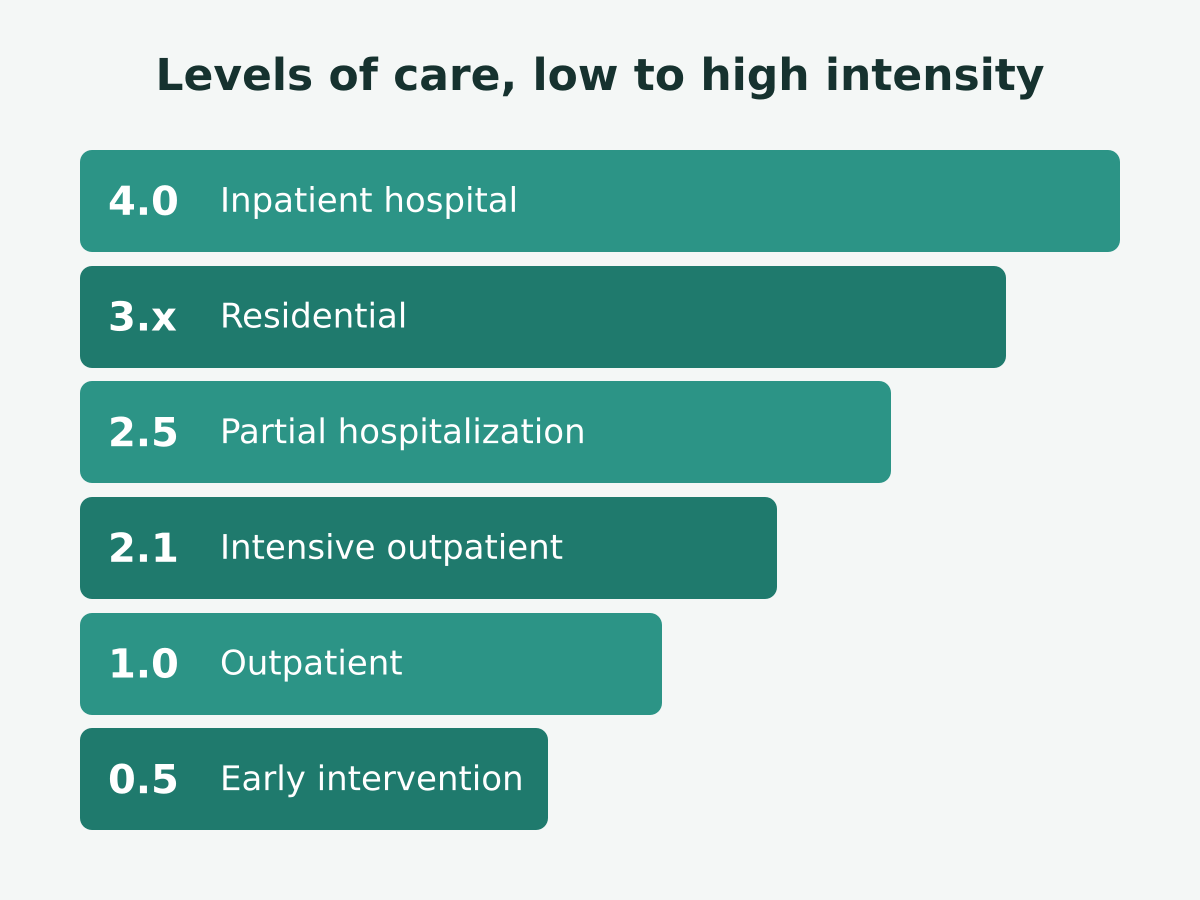 Levels of care, low to high intensity
4.0 Inpatient hospital
3.x Residential
2.5 Partial hospitalization
2.1 Intensive outpatient
1.0 Outpatient
0.5 Early intervention